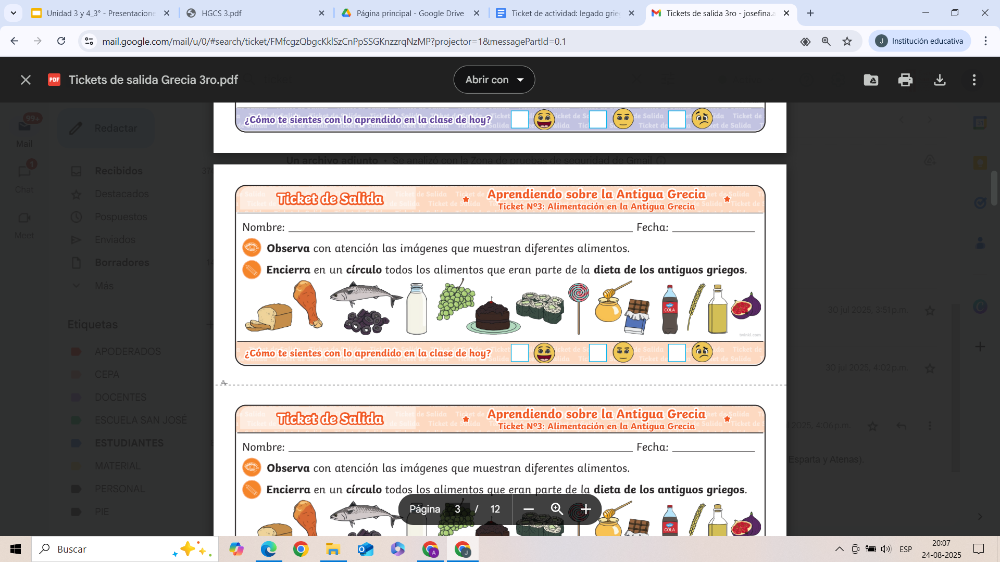 Unidad 3 y 4_3° - Presentacione
HGCS 3.pdf
Página principal - Google Drive
Ticket de actividad: legado grie
Tickets de salida 3ro - josefina.a
mail.google.com/mail/u/0/#search/ticket/FMfcgzQbgcKklSzCnPpSSGKnzzrqNzMP?projector=1&messagePartId=0.1
J
Institución educativa
PDF
Tickets de salida Grecia 3ro.pdf
Abrir con
99+
Mail
1
Chat
Meet
Redactar
Recibidos
Destacados
Pospuestos
Enviados
Borradores
Más
Etiquetas
APODERADOS
CEPA
DOCENTES
ESCUELA SAN JOSÉ
ESTUDIANTES
MATERIAL
PERSONAL
PIE
¿Cómo te sientes con lo aprendido en la clase de hoy?
Un archivo adjunto • Se analizó con la Zona de pruebas de seguridad de Gmail
Ticket de Salida
Aprendiendo sobre la Antigua Grecia
Ticket Nº3: Alimentación en la Antigua Grecia
Nombre: Fecha:
Observa con atención las imágenes que muestran diferentes alimentos.
Encierra en un círculo todos los alimentos que eran parte de la dieta de los antiguos griegos.
COLA
twinkl.com
¿Cómo te sientes con lo aprendido en la clase de hoy?
Ticket de Salida
Aprendiendo sobre la Antigua Grecia
Ticket Nº3: Alimentación en la Antigua Grecia
Nombre: Fecha:
Observa con atención las imágenes que muestran diferentes alimentos.
Encierra en un círculo todos los alimentos que eran parte de la dieta de los antiguos griegos.
COLA
Página 3 / 12
30 jul 2025, 3:51 p.m.
30 jul 2025, 4:02 p.m.
2025, 4:06 p.m.
Esparta y Atenas).
Buscar
ESP
20:07
24-08-2025